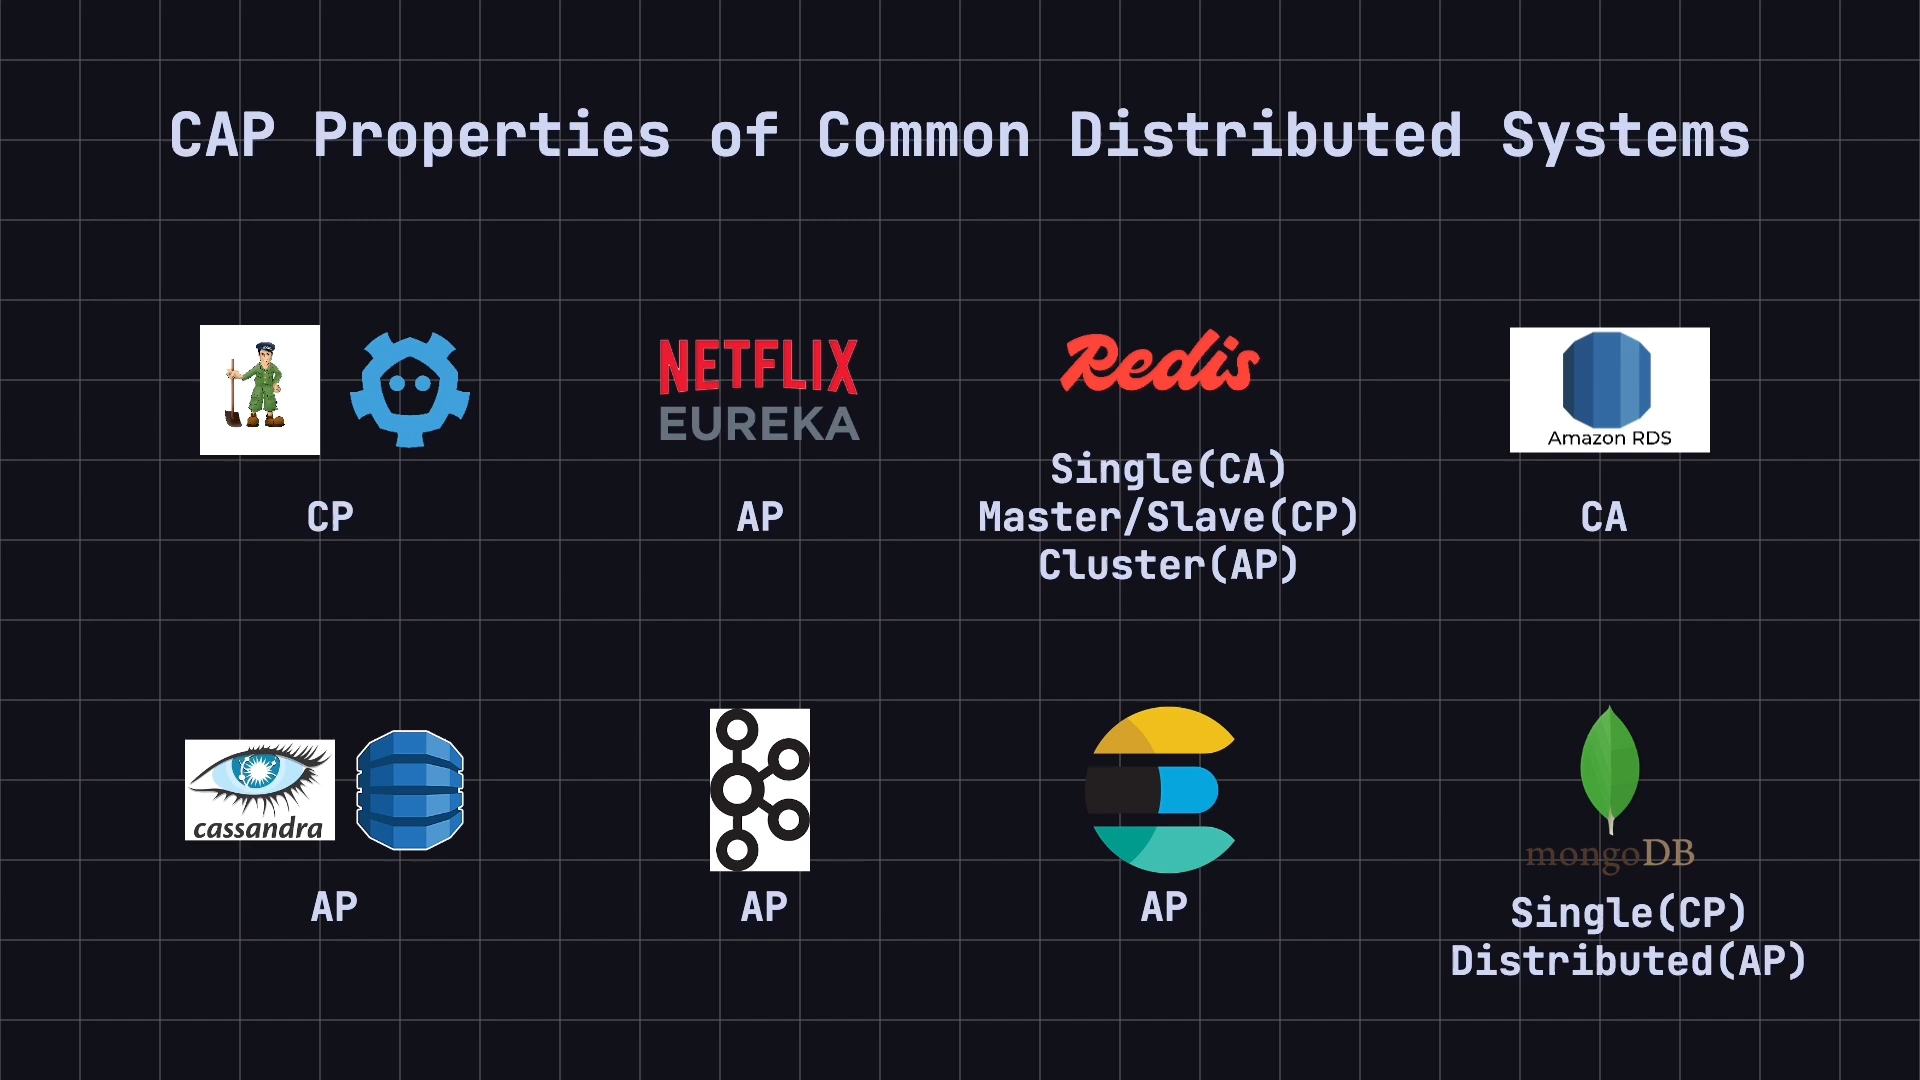 CAP Properties of Common Distributed Systems
CP
NETFLIX
EUREKA
AP
Redis
Single(CA)
Master/Slave(CP)
Cluster(AP)
Amazon RDS
CA
cassandra
AP
AP
AP
mongoDB
Single(CP)
Distributed(AP)